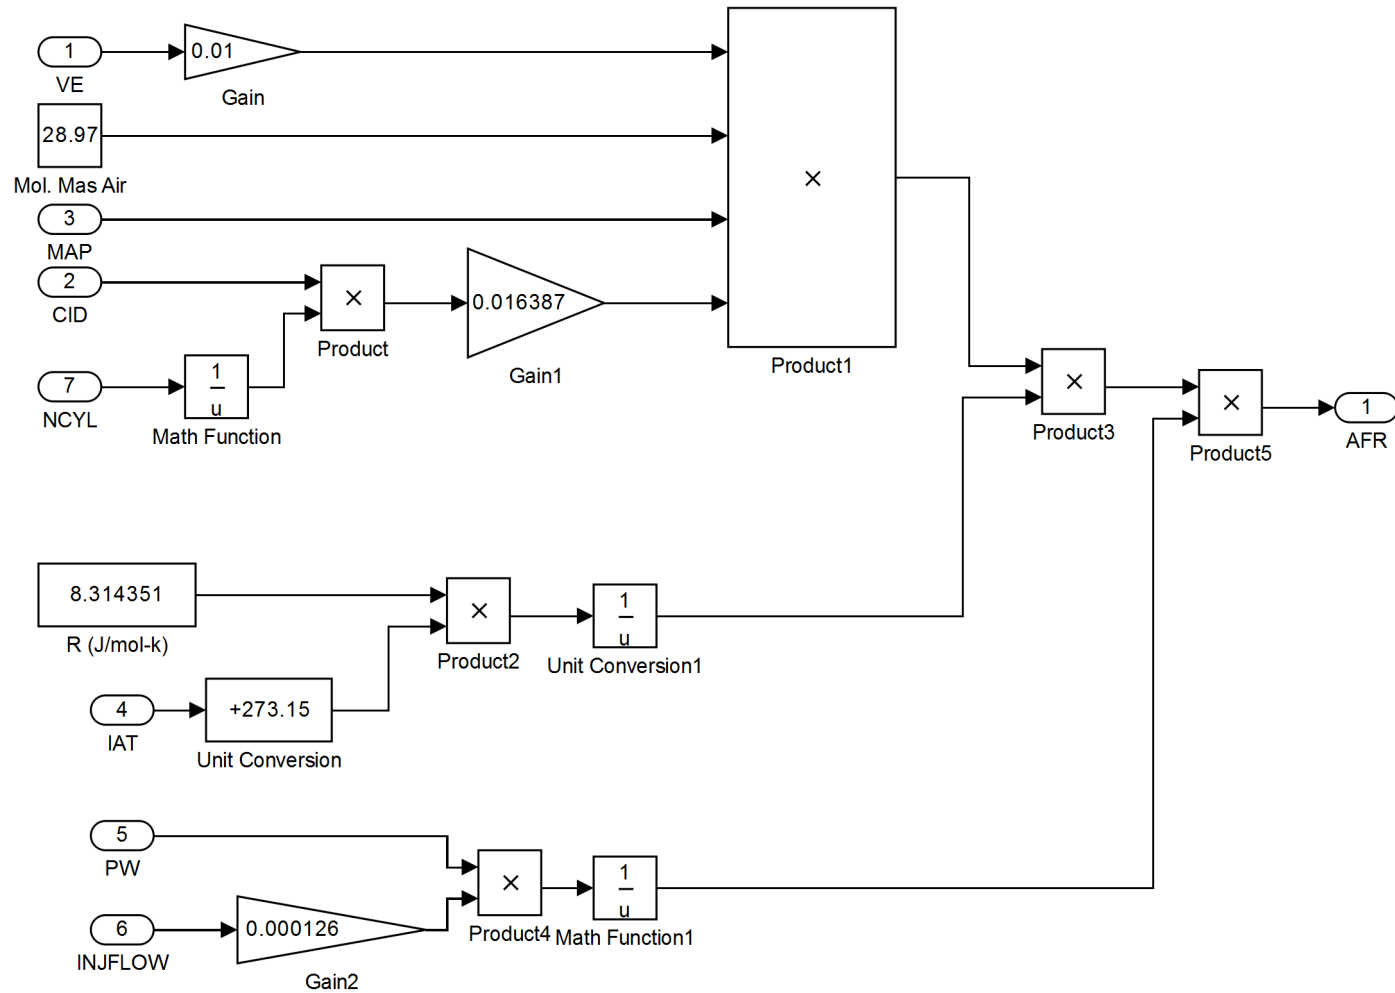 1
VE
0.01
Gain
28.97
Mol. Mas Air
3
MAP
2
CID
×
Product
0.016387
Gain1
7
NCYL
1
u
Math Function
×
Product1
×
Product3
×
Product5
1
AFR
8.314351
R (J/mol-k)
×
Product2
1
u
Unit Conversion1
4
IAT
+273.15
Unit Conversion
5
PW
6
INJFLOW
0.000126
Gain2
×
Product4
1
u
Math Function1